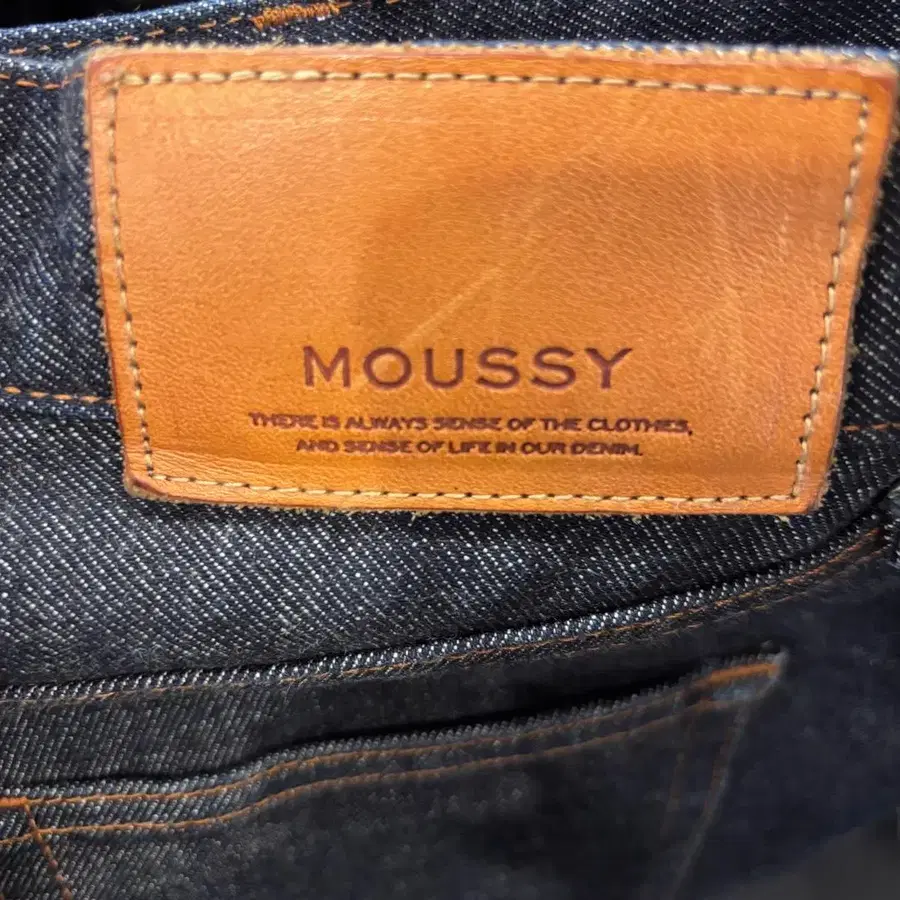 MOUSSY
THERE IS ALWAYS SENSE OF THE CLOTHES,
AND SENSE OF LIFE IN OUR DENIM.